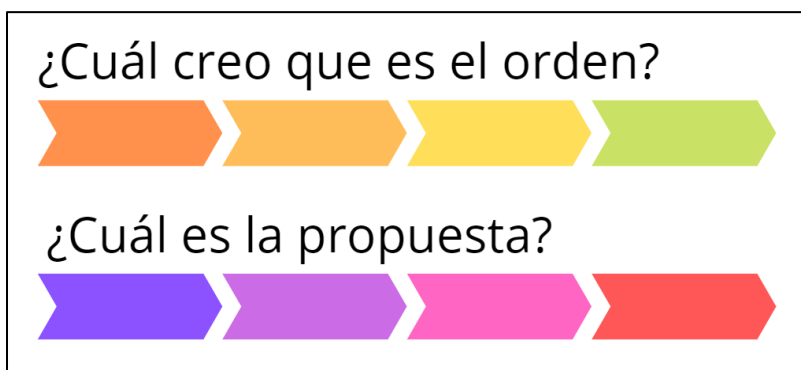 ¿Cuál creo que es el orden?
¿Cuál es la propuesta?